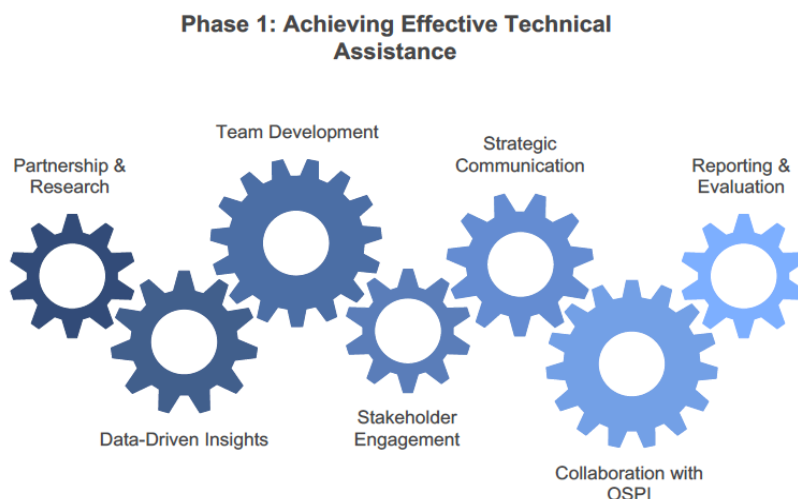 Phase 1: Achieving Effective Technical
Assistance
Team Development
Strategic
Communication
Partnership &
Research
Reporting &
Evaluation
Data-Driven Insights
Stakeholder
Engagement
Collaboration with
OSPI